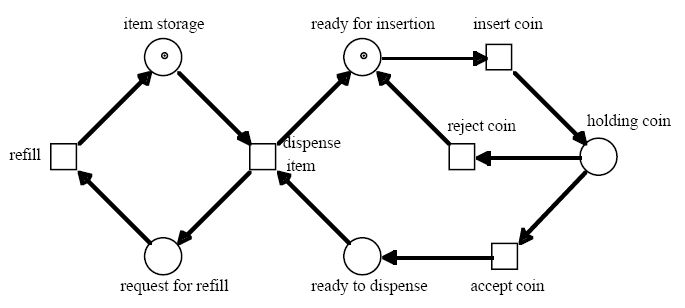 item storage
ready for insertion
insert coin
holding coin
reject coin
dispense
item
refill
request for refill
ready to dispense
accept coin